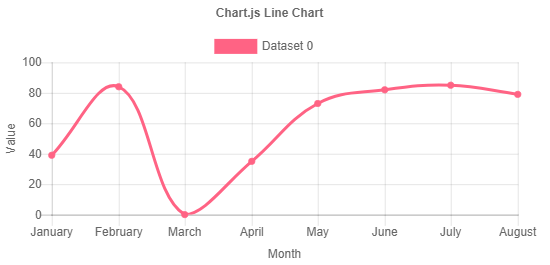 Chart.js Line Chart
Dataset 0
Value
100
80
60
40
20
0
January February March April May June July August
Month